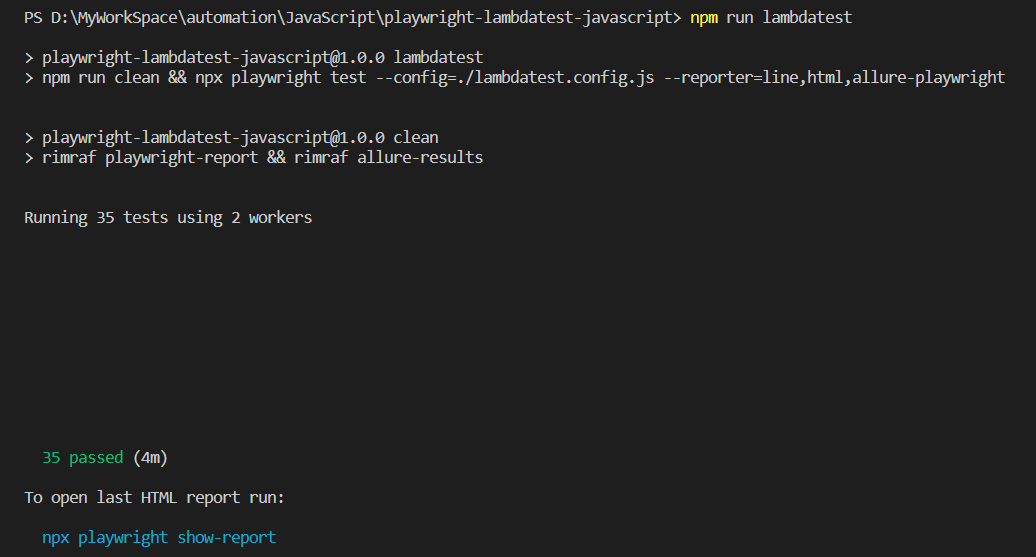 PS D:\MyWorkSpace\automation\JavaScript\playwright-lambdatest-javascript> npm run lambdatest
> playwright-lambdatest-javascript@1.0.0 lambdatest
> npm run clean && npx playwright test --config=./lambdatest.config.js --reporter=line,html,allure-playwright
> playwright-lambdatest-javascript@1.0.0 clean
> rimraf playwright-report && rimraf allure-results
Running 35 tests using 2 workers
35 passed (4m)
To open last HTML report run:
npx playwright show-report